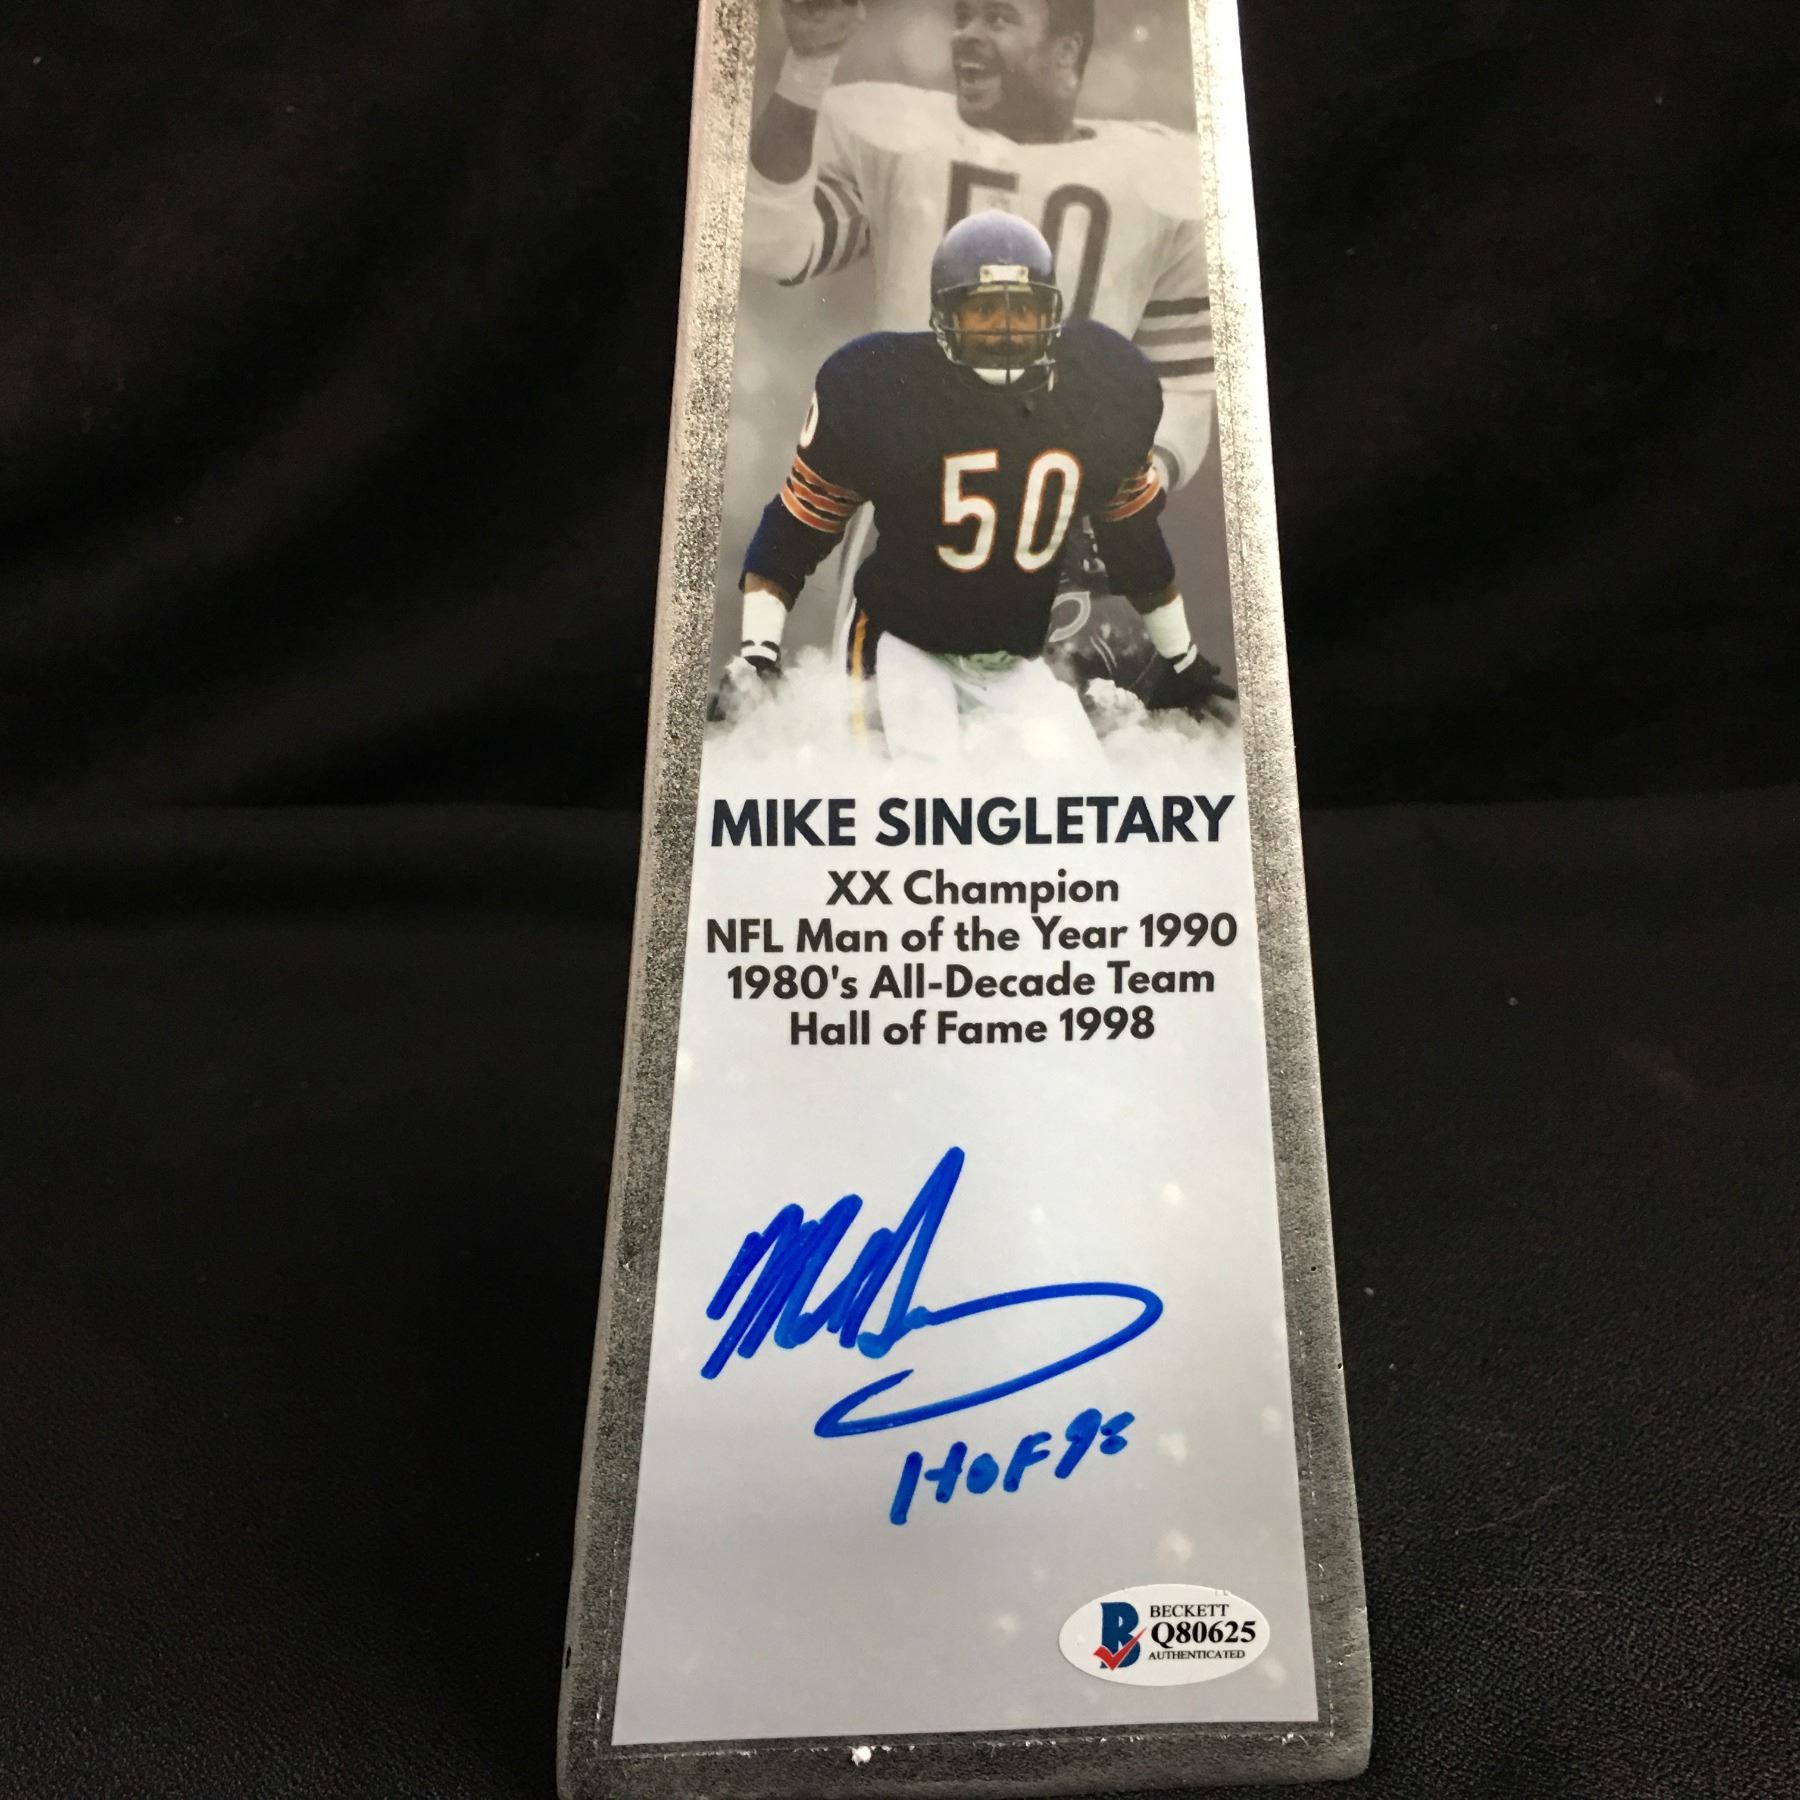 50
50
MIKE SINGLETARY
XX Champion
NFL Man of the Year 1990
1980's All-Decade Team
Hall of Fame 1998
HOF 98
BECKETT
Q80625
AUTHENTICATED